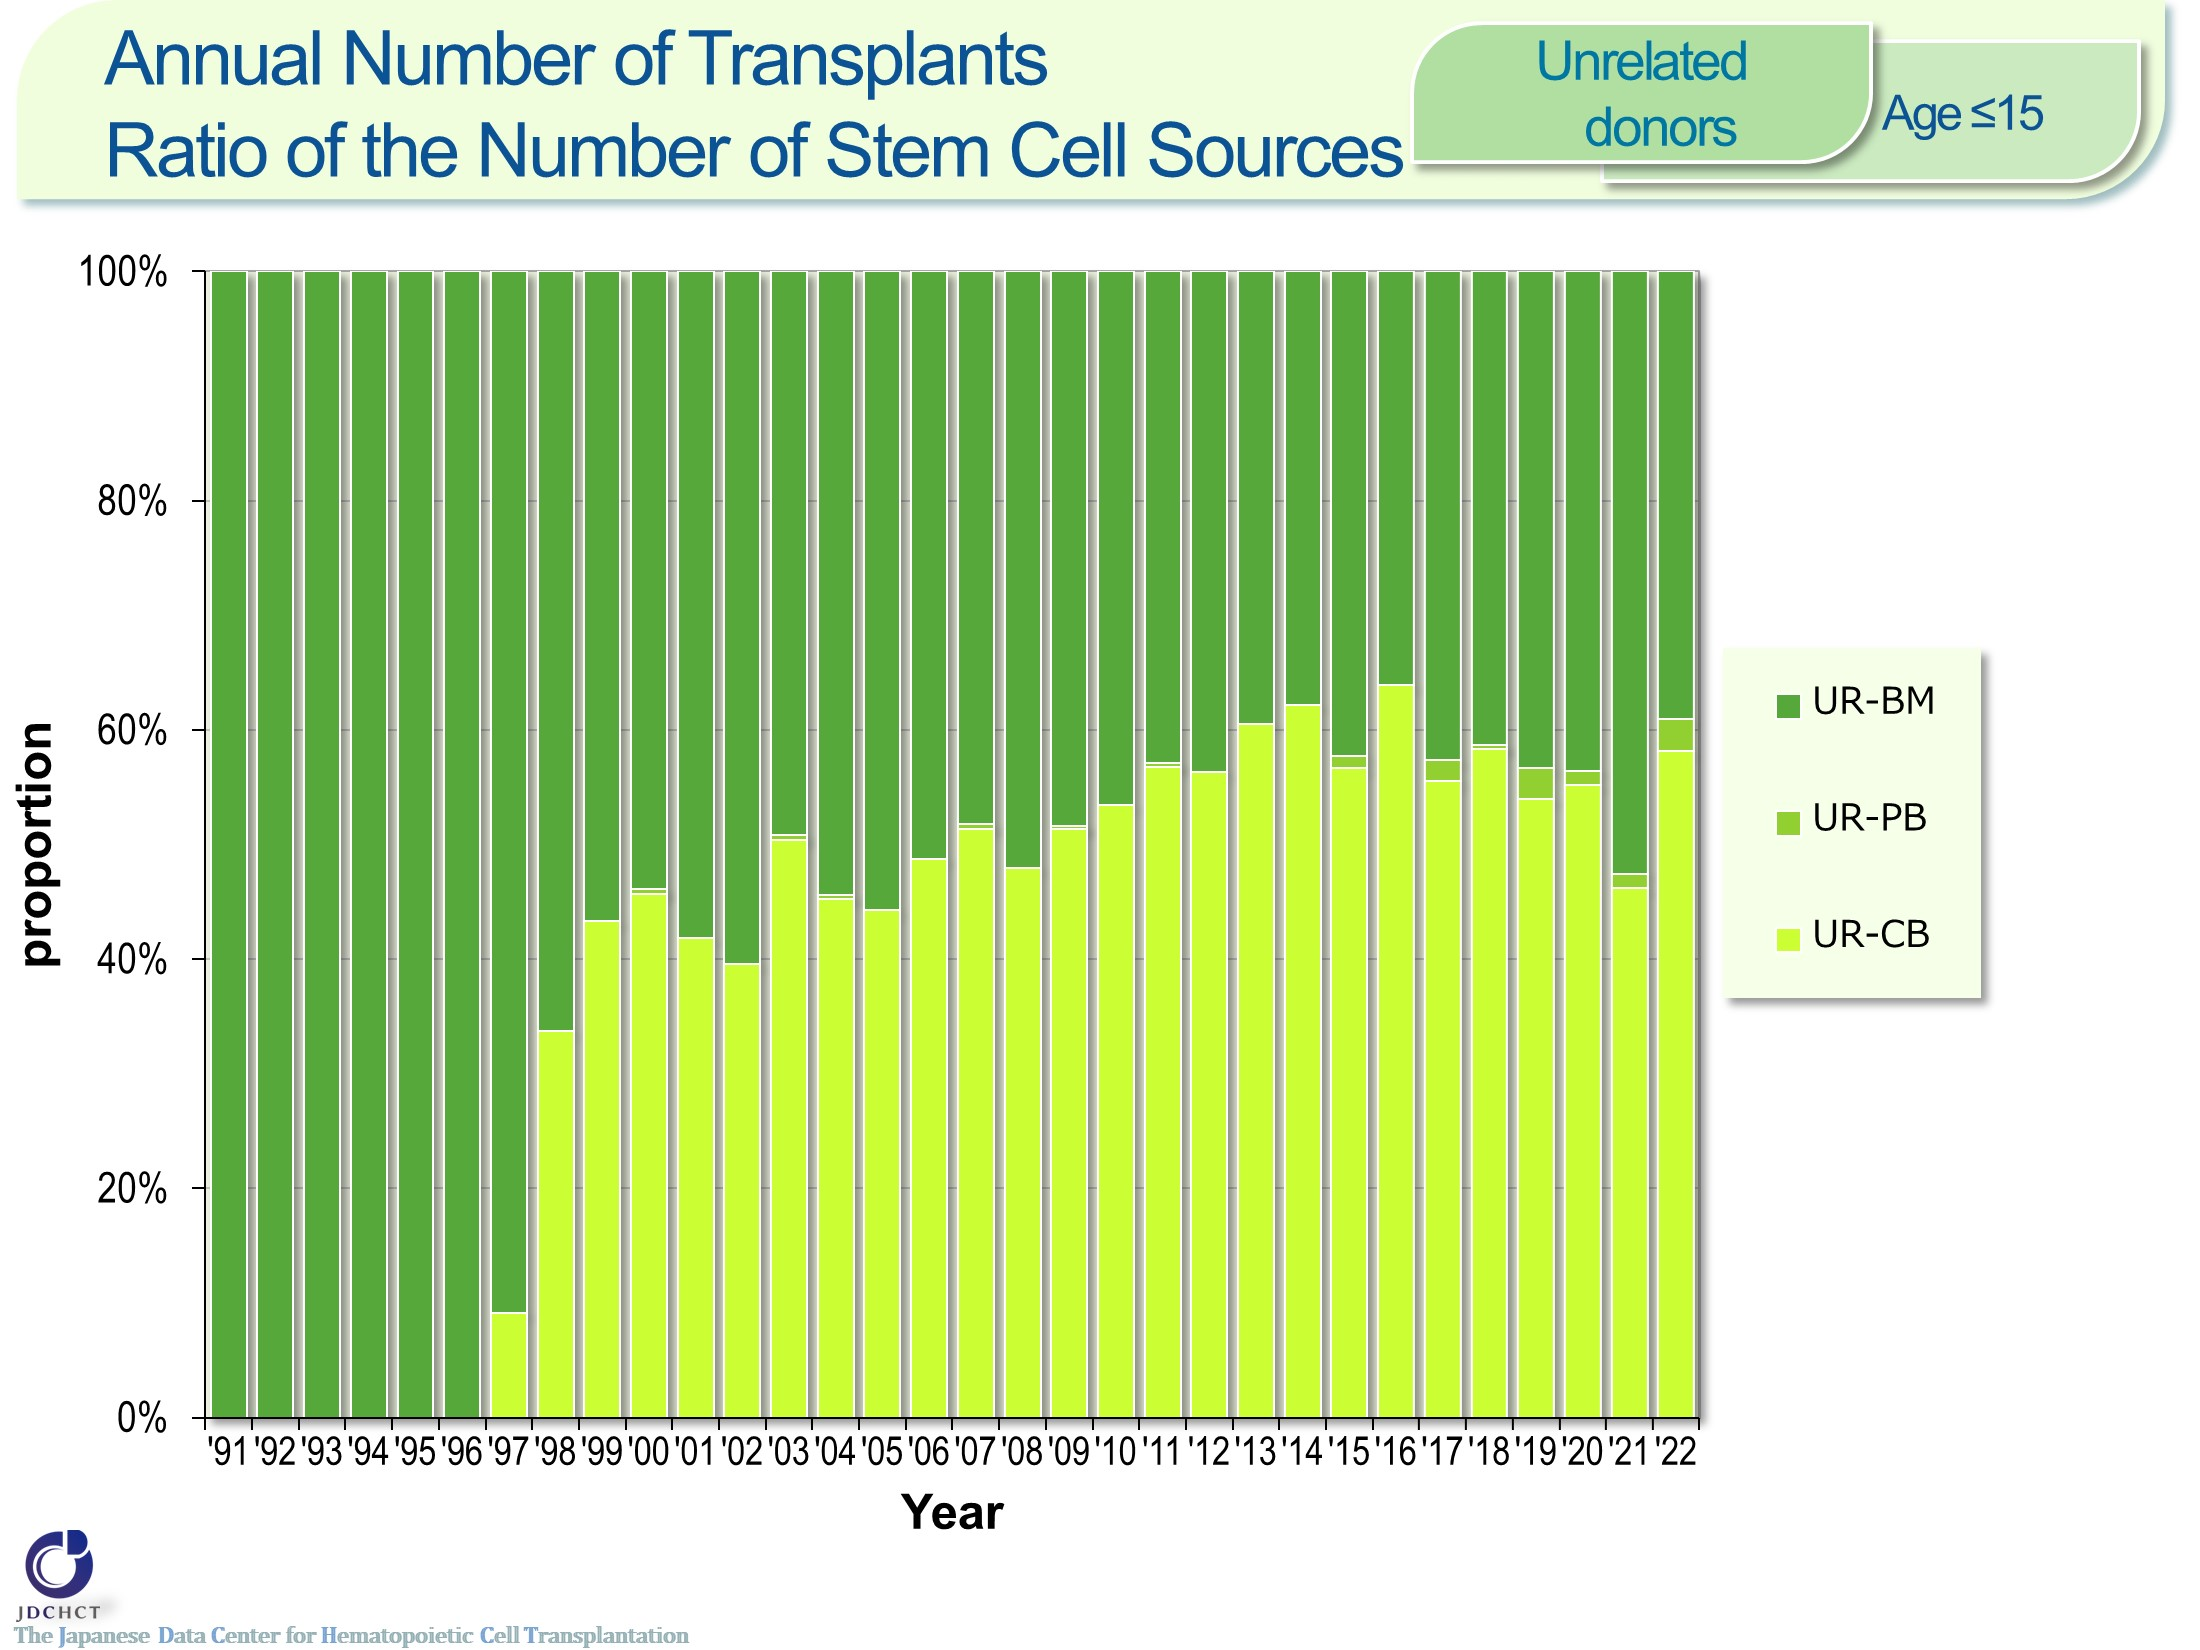 Annual Number of Transplants
Ratio of the Number of Stem Cell Sources
Unrelated
donors
Age ≤15
100%
80%
60%
40%
20%
0%
proportion
'91 '92 '93 '94 '95 '96 '97 '98 '99 '00 '01 '02 '03 '04 '05 '06 '07 '08 '09 '10 '11 '12 '13 '14 '15 '16 '17 '18 '19 '20 '21 '22
Year
UR-BM
UR-PB
UR-CB
JDCHCT
The Japanese Data Center for Hematopoietic Cell Transplantation